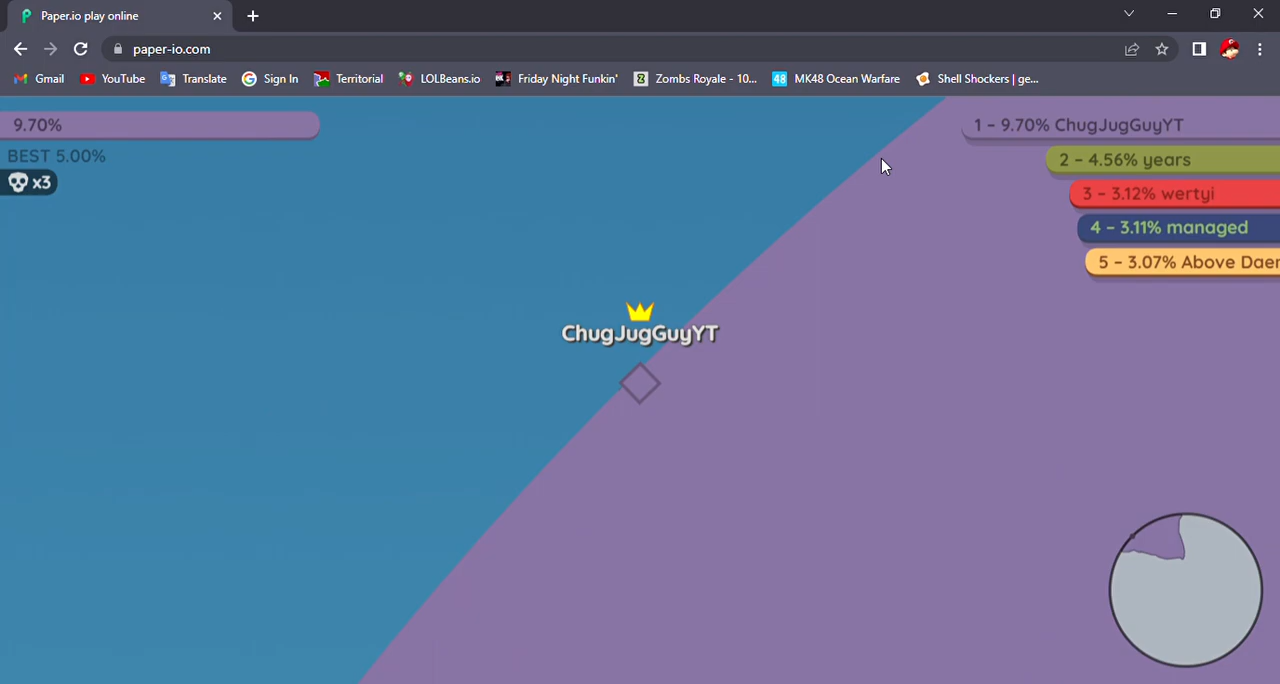 Paper.io play online
paper-io.com
Gmail YouTube Translate Sign In Territorial LOLBeans.io Friday Night Funkin' Zombs Royale - 10... MK48 Ocean Warfare Shell Shockers | ge...
9.70%
BEST 5.00%
x3
1 - 9.70% ChugJugGuyYT
2 - 4.56% years
3 - 3.12% wertyi
4 - 3.11% managed
5 - 3.07% Above Daer
ChugJugGuyYT